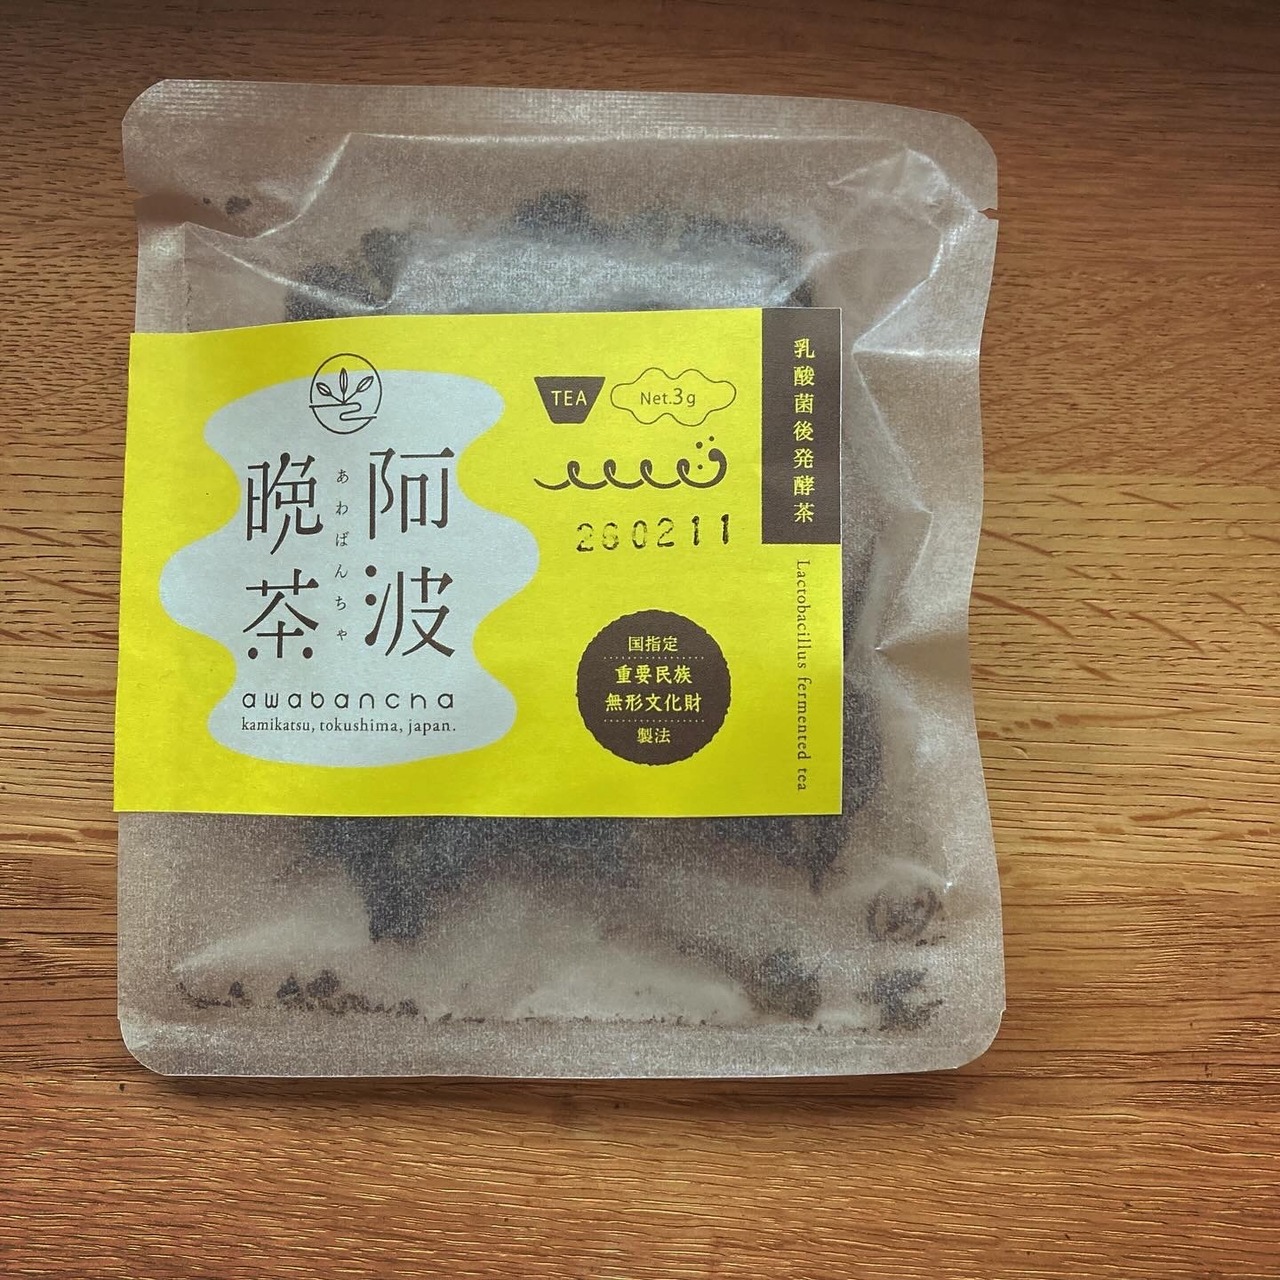 阿波
晩茶
あわばんちゃ
awabancha
kamikatsu, tokushima, japan.
TEA
Net.3g
260211
国指定
重要民族
無形文化財
製法
乳酸菌後発酵茶
Lactobacillus fermented tea